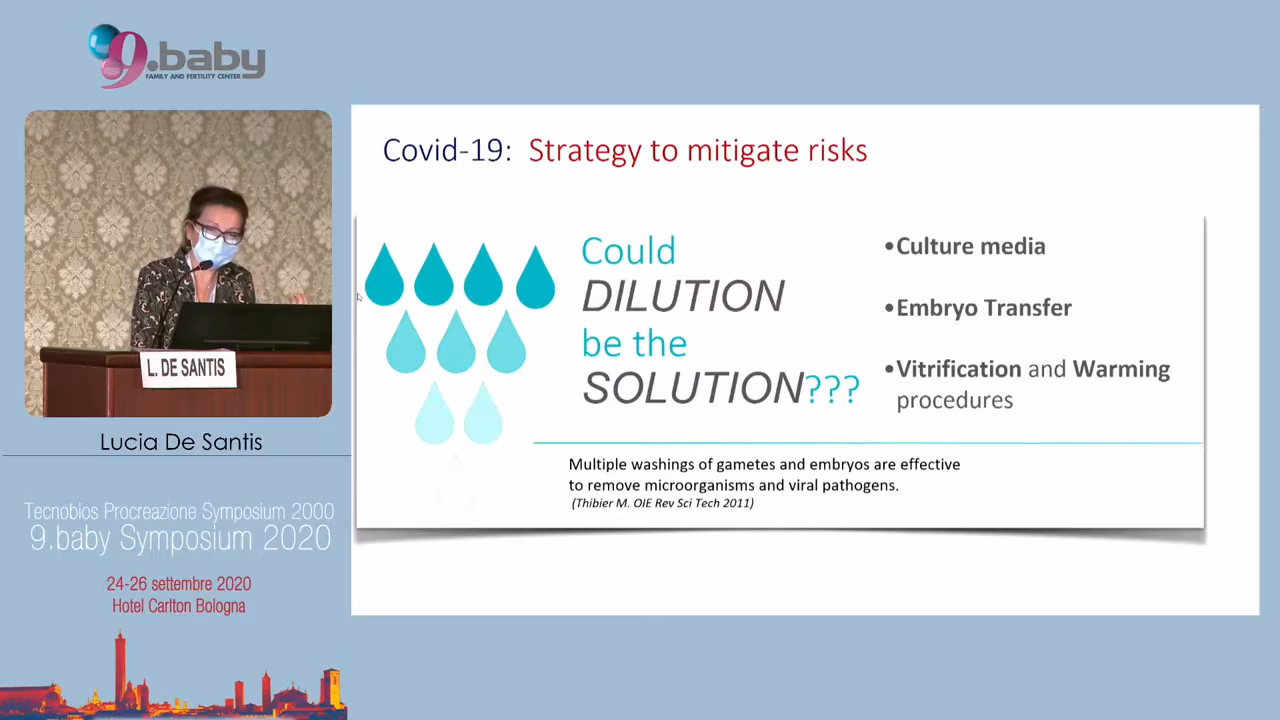 9.baby
FAMILY AND FERTILITY CENTER
L. DE SANTIS
Lucia De Santis
Tecnobios Procreazione Symposium 2000
9.baby Symposium 2020
24-26 settembre 2020
Hotel Carlton Bologna
Covid-19: Strategy to mitigate risks
Could
DILUTION
be the
SOLUTION???
•Culture media
•Embryo Transfer
•Vitrification and Warming
procedures
Multiple washings of gametes and embryos are effective
to remove microorganisms and viral pathogens.
(Thibier M. OIE Rev Sci Tech 2011)